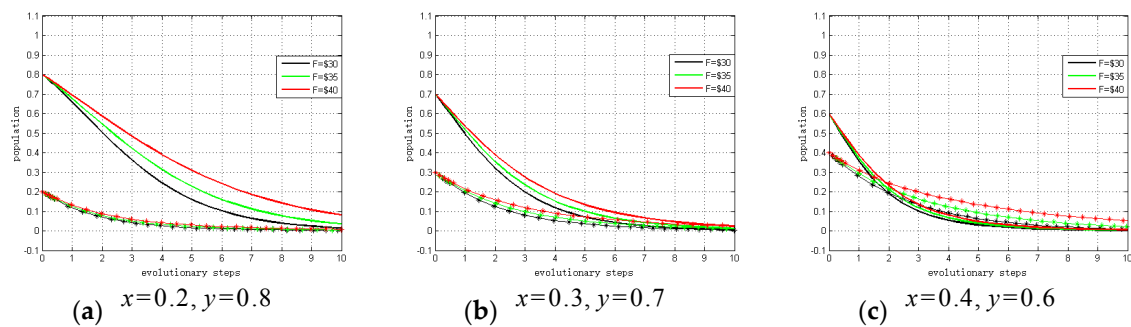 1.1
1
0.9
0.8
0.7
0.6
0.5
0.4
0.3
0.2
0.1
0
-0.1
population
F=$30
F=$35
F=$40
0 1 2 3 4 5 6 7 8 9 10
evolutionary steps
(a) x=0.2, y=0.8
1.1
1
0.9
0.8
0.7
0.6
0.5
0.4
0.3
0.2
0.1
0
-0.1
population
F=$30
F=$35
F=$40
0 1 2 3 4 5 6 7 8 9 10
evolutionary steps
(b) x=0.3, y=0.7
1.1
1
0.9
0.8
0.7
0.6
0.5
0.4
0.3
0.2
0.1
0
-0.1
population
F=$30
F=$35
F=$40
0 1 2 3 4 5 6 7 8 9 10
evolutionary steps
(c) x=0.4, y=0.6